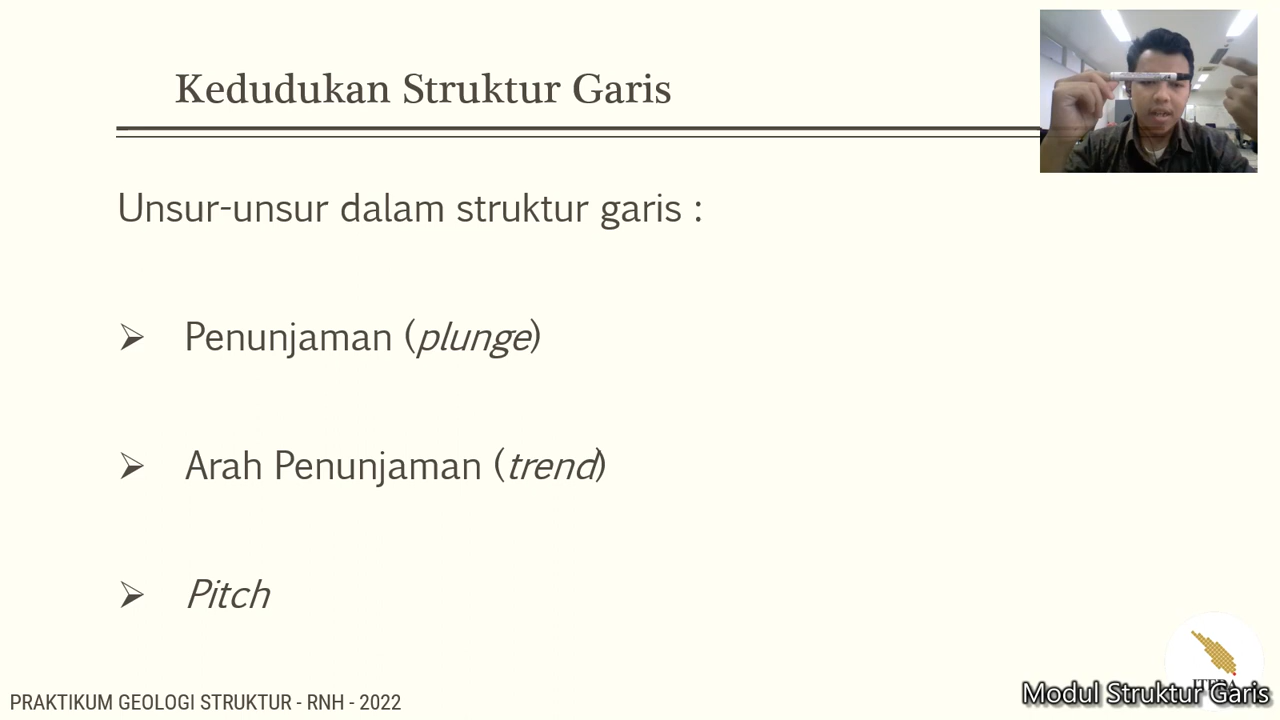 Kedudukan Struktur Garis
Unsur-unsur dalam struktur garis :
➢ Penunjaman (plunge)
➢ Arah Penunjaman (trend)
➢ Pitch
ITERA
Modul Struktur Garis
PRAKTIKUM GEOLOGI STRUKTUR - RNH - 2022